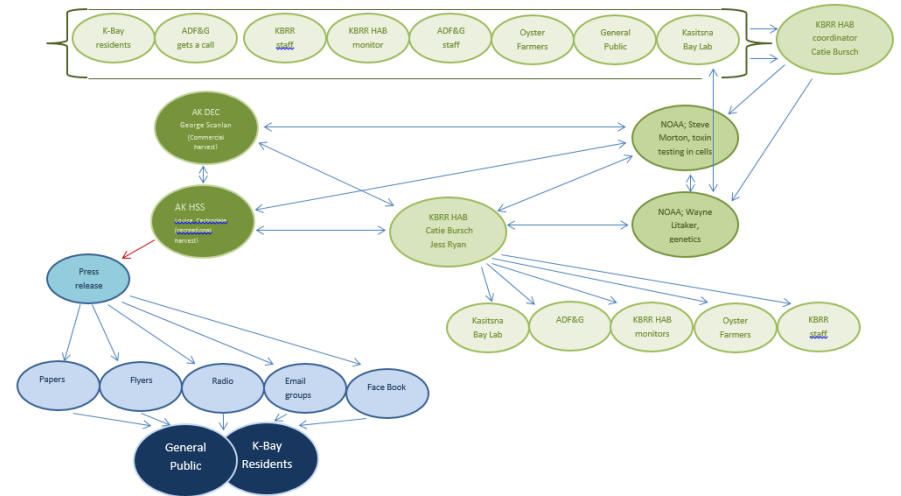 K-Bay
residents
ADF&G
gets a call
KBRR
staff
KBRR HAB
monitor
ADF&G
staff
Oyster
Farmers
General
Public
Kasitsna
Bay Lab
KBRR HAB
coordinator
Catie Bursch
AK DEC
George Scanlan
(Commercial
harvest)
NOAA; Steve
Morton, toxin
testing in cells
AK HSS
(recreational
harvest)
KBRR HAB
Catie Bursch
Jess Ryan
NOAA; Wayne
Litaker,
genetics
Press
release
Kasitsna
Bay Lab
ADF&G
KBRR HAB
monitors
Oyster
Farmers
KBRR
staff
Papers
Flyers
Radio
Email
groups
Face Book
General
Public
K-Bay
Residents